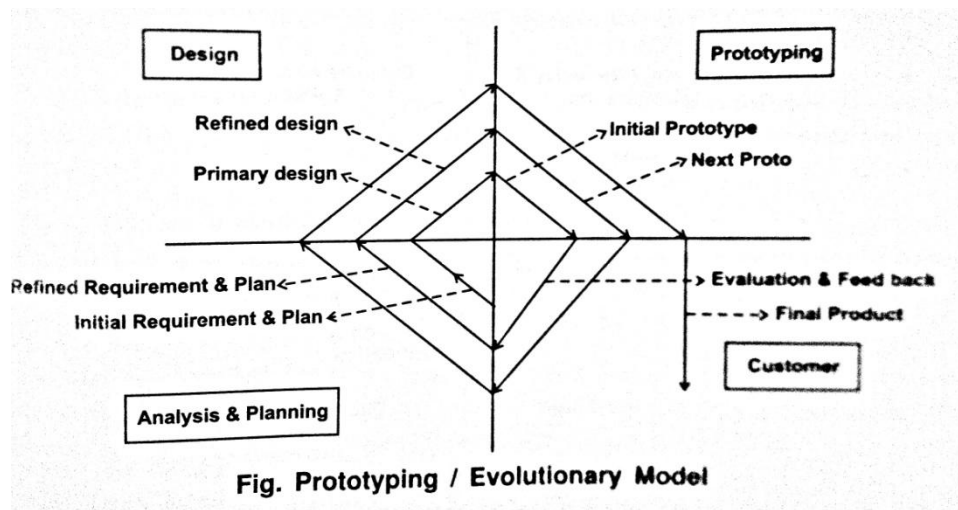 Design
Prototyping
Refined design
Initial Prototype
Primary design
Next Proto
Refined Requirement & Plan
Evaluation & Feed back
Initial Requirement & Plan
Final Product
Customer
Analysis & Planning
Fig. Prototyping / Evolutionary Model